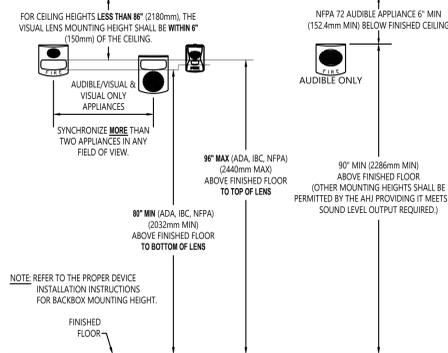 FOR CEILING HEIGHTS LESS THAN 86" (2180mm), THE
VISUAL LENS MOUNTING HEIGHT SHALL BE WITHIN 6"
(150mm) OF THE CEILING.
NFPA 72 AUDIBLE APPLIANCE 6" MIN
(152.4mm MIN) BELOW FINISHED CEILING
FIRE
FIRE
FIRE
AUDIBLE/VISUAL &
VISUAL ONLY
APPLIANCES
AUDIBLE ONLY
SYNCHRONIZE MORE THAN
TWO APPLIANCES IN ANY
FIELD OF VIEW.
96" MAX (ADA, IBC, NFPA)
(2440mm MAX)
ABOVE FINISHED FLOOR
TO TOP OF LENS
90" MIN (2286mm MIN)
ABOVE FINISHED FLOOR
(OTHER MOUNTING HEIGHTS SHALL BE
PERMITTED BY THE AHJ PROVIDING IT MEETS
SOUND LEVEL OUTPUT REQUIRED.)
80" MIN (ADA, IBC, NFPA)
(2032mm MIN)
ABOVE FINISHED FLOOR
TO BOTTOM OF LENS
NOTE: REFER TO THE PROPER DEVICE
INSTALLATION INSTRUCTIONS
FOR BACKBOX MOUNTING HEIGHT.
FINISHED
FLOOR